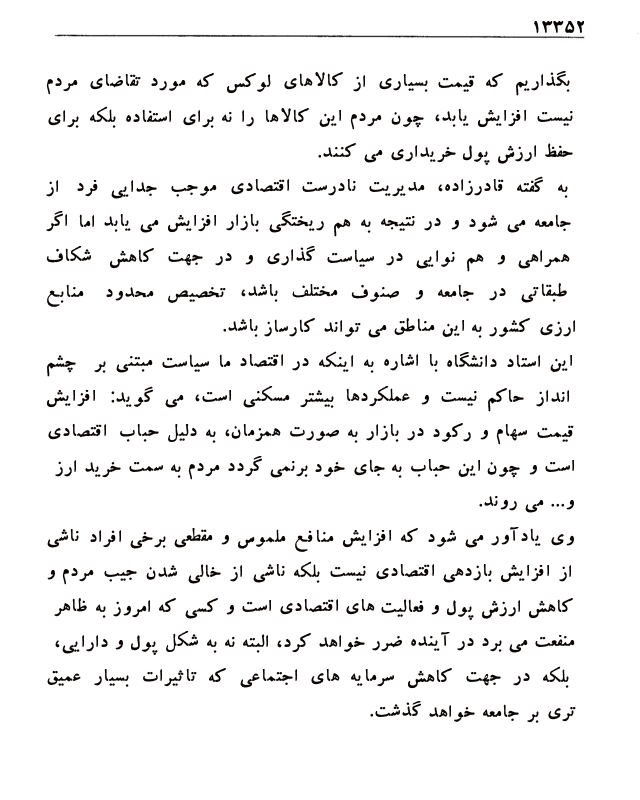 ۱۳۳۵۲
بگذاریم که قیمت بسیاری از کالاهای لوکس که مورد تقاضای مردم
نیست افزایش یابد، چون مردم این کالاها را نه برای استفاده بلکه برای
حفظ ارزش پول خریداری می کنند.
به گفته قادرزاده، مدیریت نادرست اقتصادی موجب جدایی فرد از
جامعه می شود و در نتیجه به هم ریختگی بازار افزایش می یابد اما اگر
همراهی و هم نوایی در سیاست گذاری و در جهت کاهش شکاف
طبقاتی در جامعه و صنوف مختلف باشد، تخصیص محدود منابع
ارزی کشور به این مناطق می تواند کارساز باشد.
این استاد دانشگاه با اشاره به اینکه در اقتصاد ما سیاست مبتنی بر چشم
انداز حاکم نیست و عملکردها بیشتر مسکنی است، می گوید: افزایش
قیمت سهام و رکود در بازار به صورت همزمان، به دلیل حباب اقتصادی
است و چون این حباب به جای خود برنمی گردد مردم به سمت خرید ارز
و... می روند.
وی یادآور می شود که افزایش منافع ملموس و مقطعی برخی افراد ناشی
از افزایش بازدهی اقتصادی نیست بلکه ناشی از خالی شدن جیب مردم و
کاهش ارزش پول و فعالیت های اقتصادی است و کسی که امروز به ظاهر
منفعت می برد در آینده ضرر خواهد کرد، البته نه به شکل پول و دارایی،
بلکه در جهت کاهش سرمایه های اجتماعی که تاثیرات بسیار عمیق
تری بر جامعه خواهد گذشت.